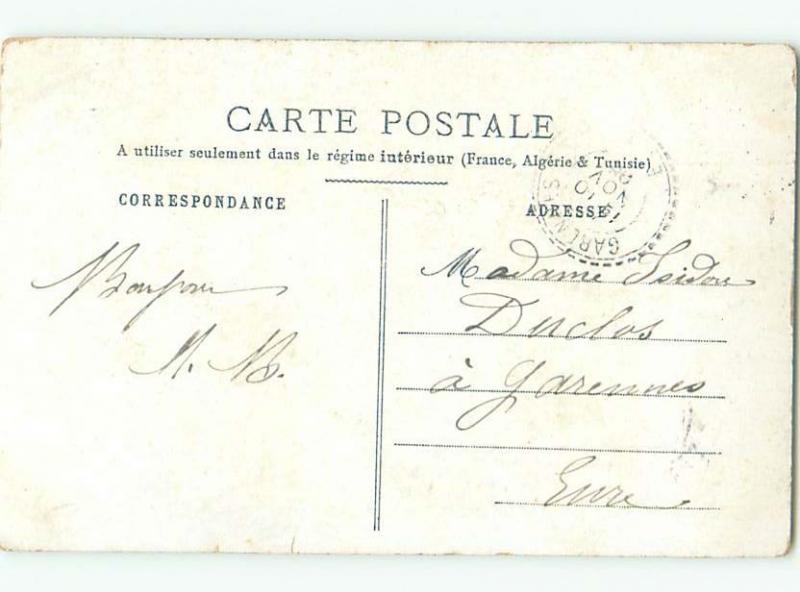 CARTE POSTALE
A utiliser seulement dans le régime intérieur (France, Algérie & Tunisie)
CORRESPONDANCE
Bonjour
M. B.
ADRESSE
Madame Isidore
Duclos
à Garennes
Eure